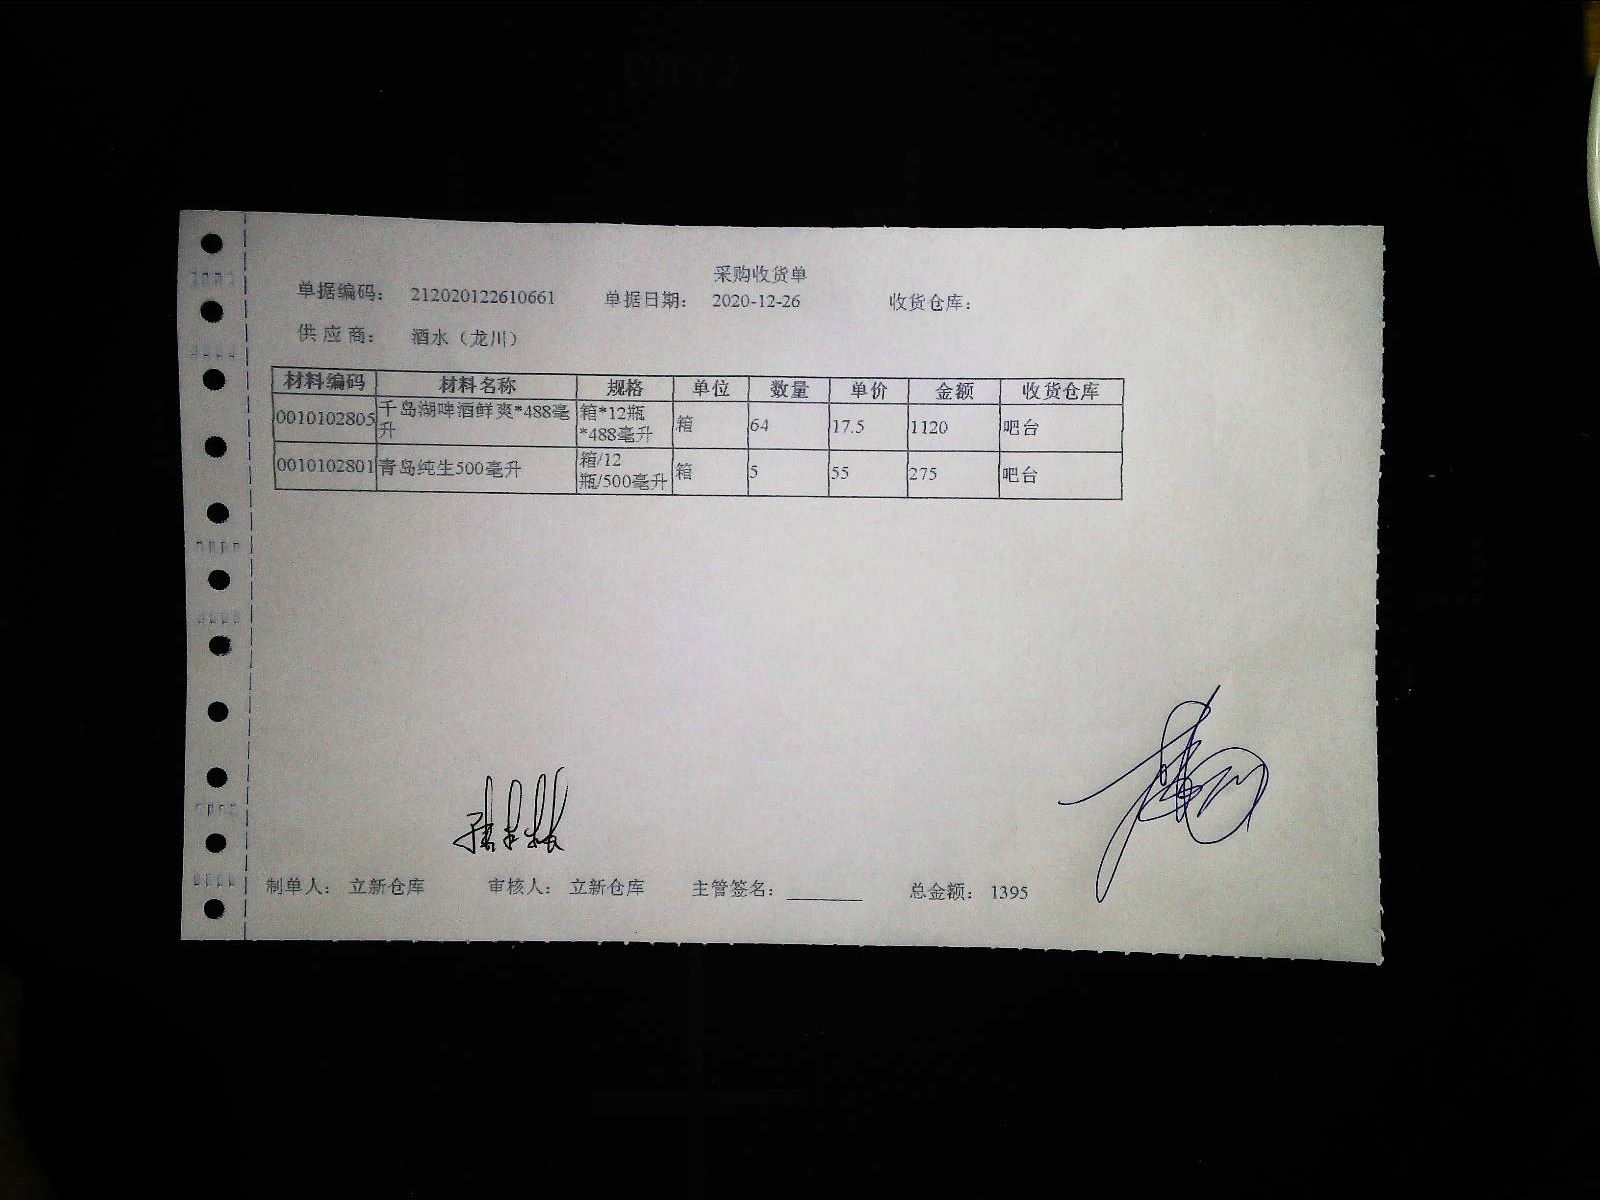 采购收货单
单据编码： 212020122610661 单据日期： 2020-12-26 收货仓库：
供 应 商： 酒水（龙川）
材料编码 材料名称 规格 单位 数量 单价 金额 收货仓库
0010102805 千岛湖啤酒鲜爽*488毫升 箱*12瓶*488毫升 箱 64 17.5 1120 吧台
0010102801 青岛纯生500毫升 箱/12瓶/500毫升 箱 5 55 275 吧台
制单人： 立新仓库 审核人： 立新仓库 主管签名： 总金额： 1395